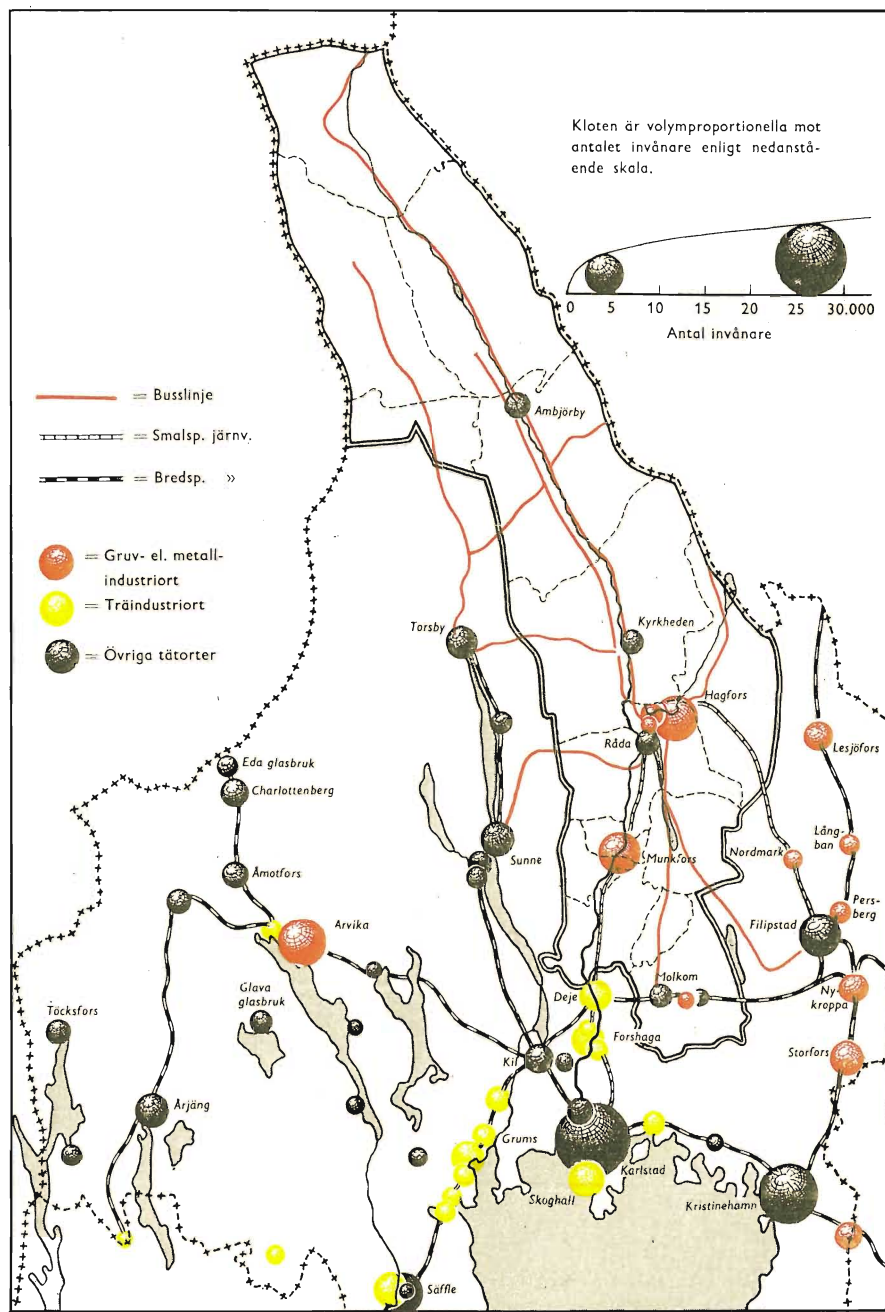 Kloten är volymproportionella mot
antalet invånare enligt nedanstå-
ende skala.
0 5 10 15 20 25 30.000
Antal invånare
= Busslinje
= Smalsp. järnv.
= Bredsp. »
= Gruv- el. metall-
industriort
= Träindustriort
= Övriga tätorter
Ambjörby
Torsby
Kyrkheden
Hagfors
Råda
Lesjöfors
Eda glasbruk
Charlottenberg
Sunne
Munkfors
Nordmark
Lång-
ban
Åmotfors
Arvika
Pers-
berg
Filipstad
Töcksfors
Glava
glasbruk
Deje
Molkom
Ny-
kroppa
Forshaga
Kil
Storfors
Årjäng
Grums
Karlstad
Skoghall
Kristinehamn
Säffle